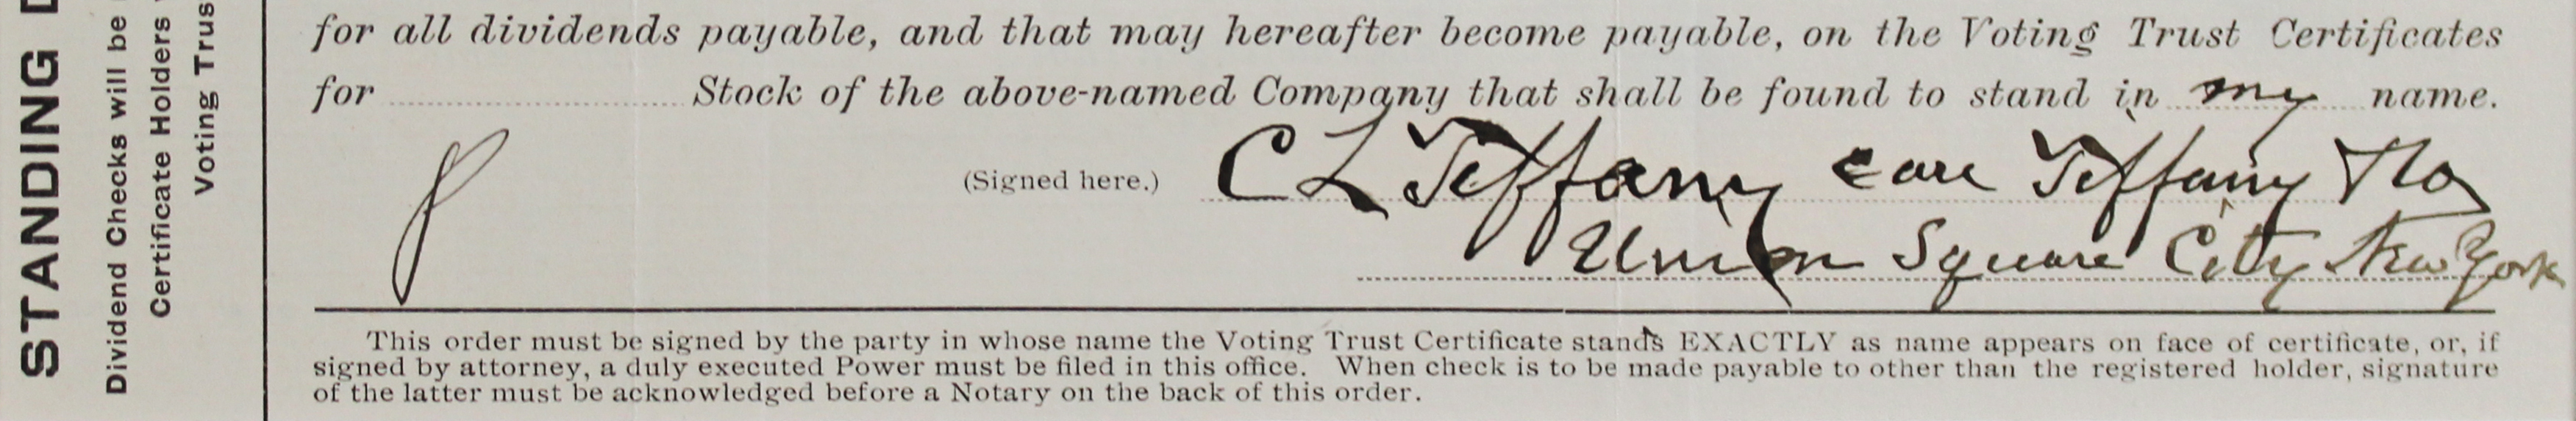 STANDING
Dividend Checks will be
Certificate Holders
Voting Trus
for all dividends payable, and that may hereafter become payable, on the Voting Trust Certificates
for Stock of the above-named Company that shall be found to stand in my name.
(Signed here.) C L Tiffany care Tiffany & Co
Union Square City New York
This order must be signed by the party in whose name the Voting Trust Certificate stands EXACTLY as name appears on face of certificate, or, if
signed by attorney, a duly executed Power must be filed in this office. When check is to be made payable to other than the registered holder, signature
of the latter must be acknowledged before a Notary on the back of this order.